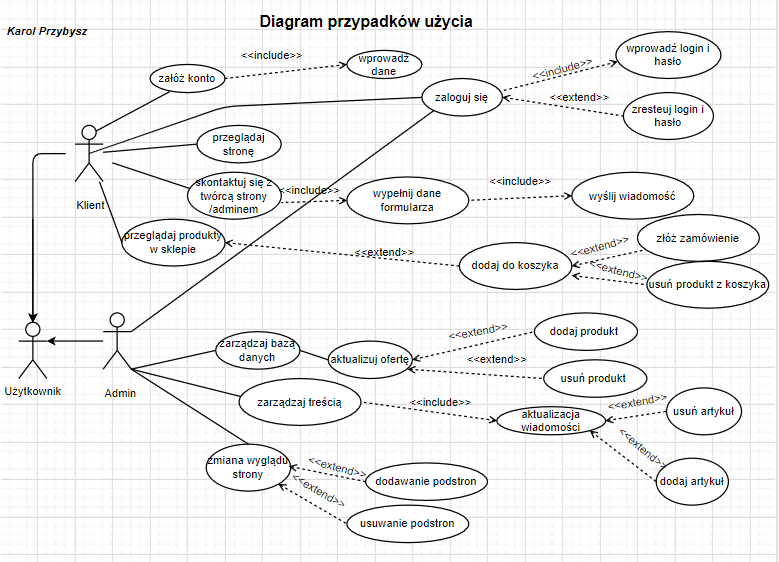 Diagram przypadków użycia
Karol Przybysz
załóż konto
<<include>>
wprowadź
dane
zaloguj się
<<include>>
wprowadź login i
hasło
<<extend>>
zresteuj login i
hasło
przeglądaj
stronę
Klient
skontaktuj się z
twórcą strony
/adminem
<<include>>
wypełnij dane
formularza
<<include>>
wyślij wiadomość
przeglądaj produkty
w sklepie
<<extend>>
dodaj do koszyka
<<extend>>
złóż zamówienie
<<extend>>
usuń produkt z koszyka
Użytkownik
Admin
zarządzaj bazą
danych
aktualizuj ofertę
<<extend>>
dodaj produkt
<<extend>>
usuń produkt
zarządzaj treścią
<<include>>
aktualizacja
wiadomości
<<extend>>
usuń artykuł
<<extend>>
dodaj artykuł
zmiana wyglądu
strony
<<extend>>
dodawanie podstron
<<extend>>
usuwanie podstron